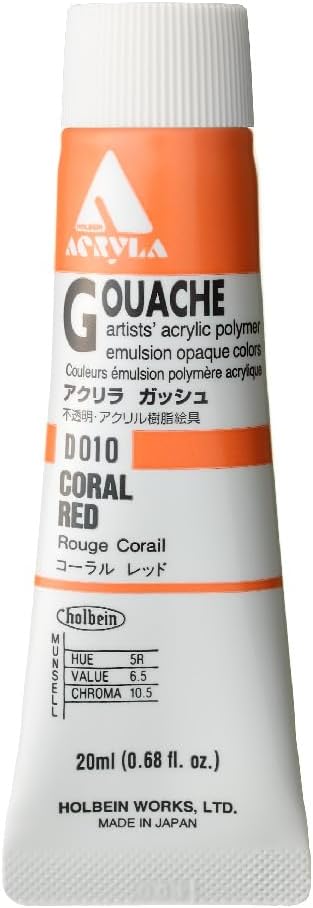 HOLBEIN
ACRYLA
GOUACHE
artists' acrylic polymer
emulsion opaque colors
Couleurs émulsion polymère acrylique
アクリラ ガッシュ
不透明・アクリル樹脂絵具
D010
CORAL
RED
Rouge Corail
コーラル レッド
holbein
MUNSELL
HUE 5R
VALUE 6.5
CHROMA 10.5
20ml (0.68 fl. oz.)
HOLBEIN WORKS, LTD.
MADE IN JAPAN